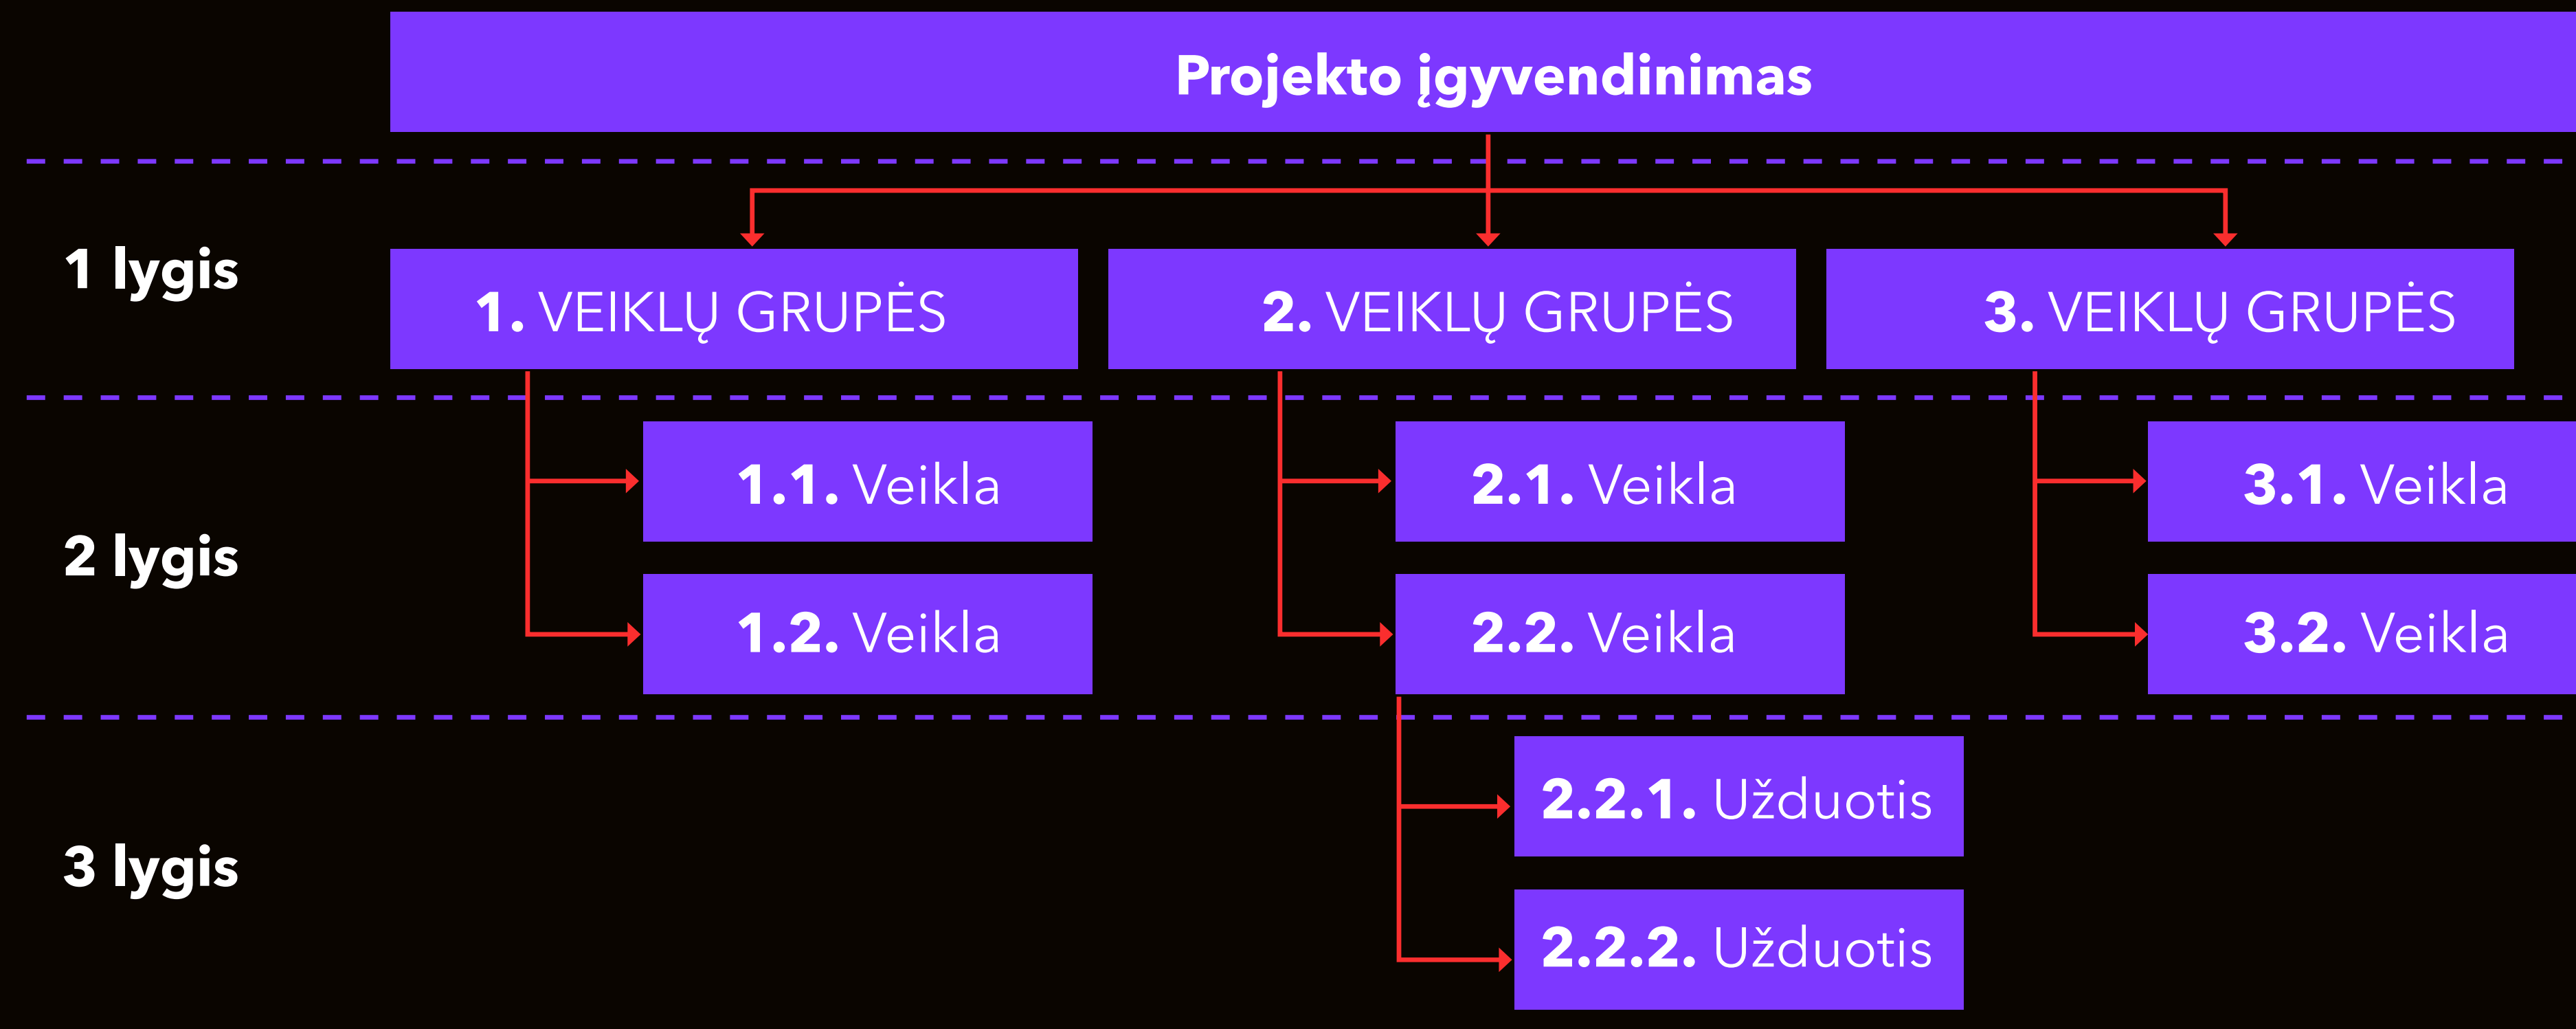 Projekto įgyvendinimas
1 lygis
1. VEIKLŲ GRUPĖS
2. VEIKLŲ GRUPĖS
3. VEIKLŲ GRUPĖS
2 lygis
1.1. Veikla
2.1. Veikla
3.1. Veikla
1.2. Veikla
2.2. Veikla
3.2. Veikla
3 lygis
2.2.1. Užduotis
2.2.2. Užduotis